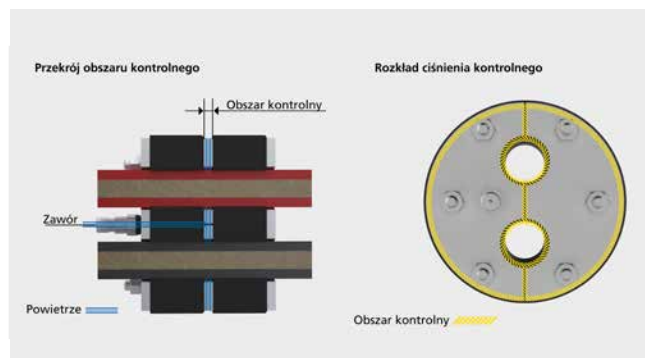 Przekrój obszaru kontrolnego
Rozkład ciśnienia kontrolnego
Obszar kontrolny
Zawór
Powietrze
Obszar kontrolny